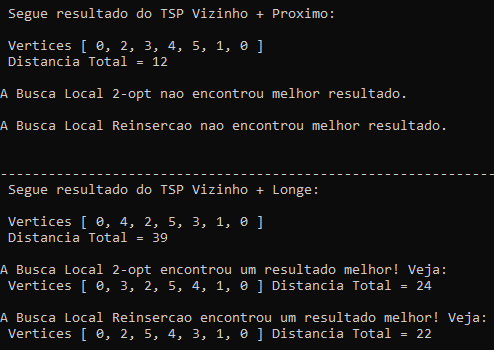 Segue resultado do TSP Vizinho + Proximo:
Vertices [ 0, 2, 3, 4, 5, 1, 0 ]
Distancia Total = 12
A Busca Local 2-opt nao encontrou melhor resultado.
A Busca Local Reinsercao nao encontrou melhor resultado.
--------------------------------------------------------------
Segue resultado do TSP Vizinho + Longe:
Vertices [ 0, 4, 2, 5, 3, 1, 0 ]
Distancia Total = 39
A Busca Local 2-opt encontrou um resultado melhor! Veja:
Vertices [ 0, 3, 2, 5, 4, 1, 0 ] Distancia Total = 24
A Busca Local Reinsercao encontrou um resultado melhor! Veja:
Vertices [ 0, 2, 5, 4, 3, 1, 0 ] Distancia Total = 22